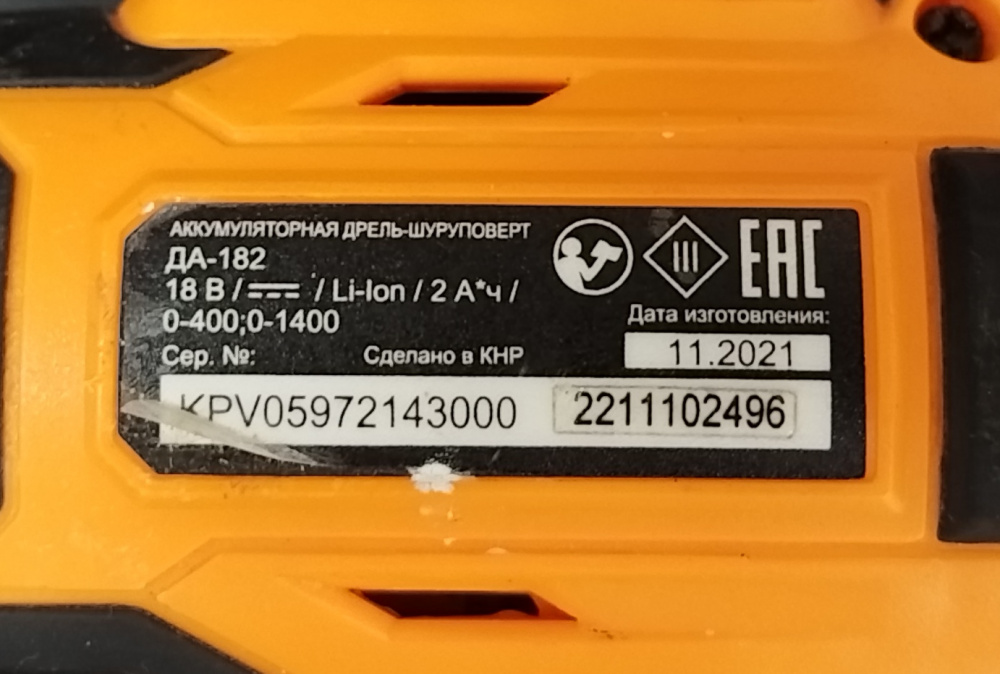 АККУМУЛЯТОРНАЯ ДРЕЛЬ-ШУРУПОВЕРТ
ДА-182
18 В / / Li-Ion / 2 А*ч /
0-400;0-1400
Сер. №: Сделано в КНР
III
EAC
Дата изготовления:
11.2021
KPV05972143000 2211102496